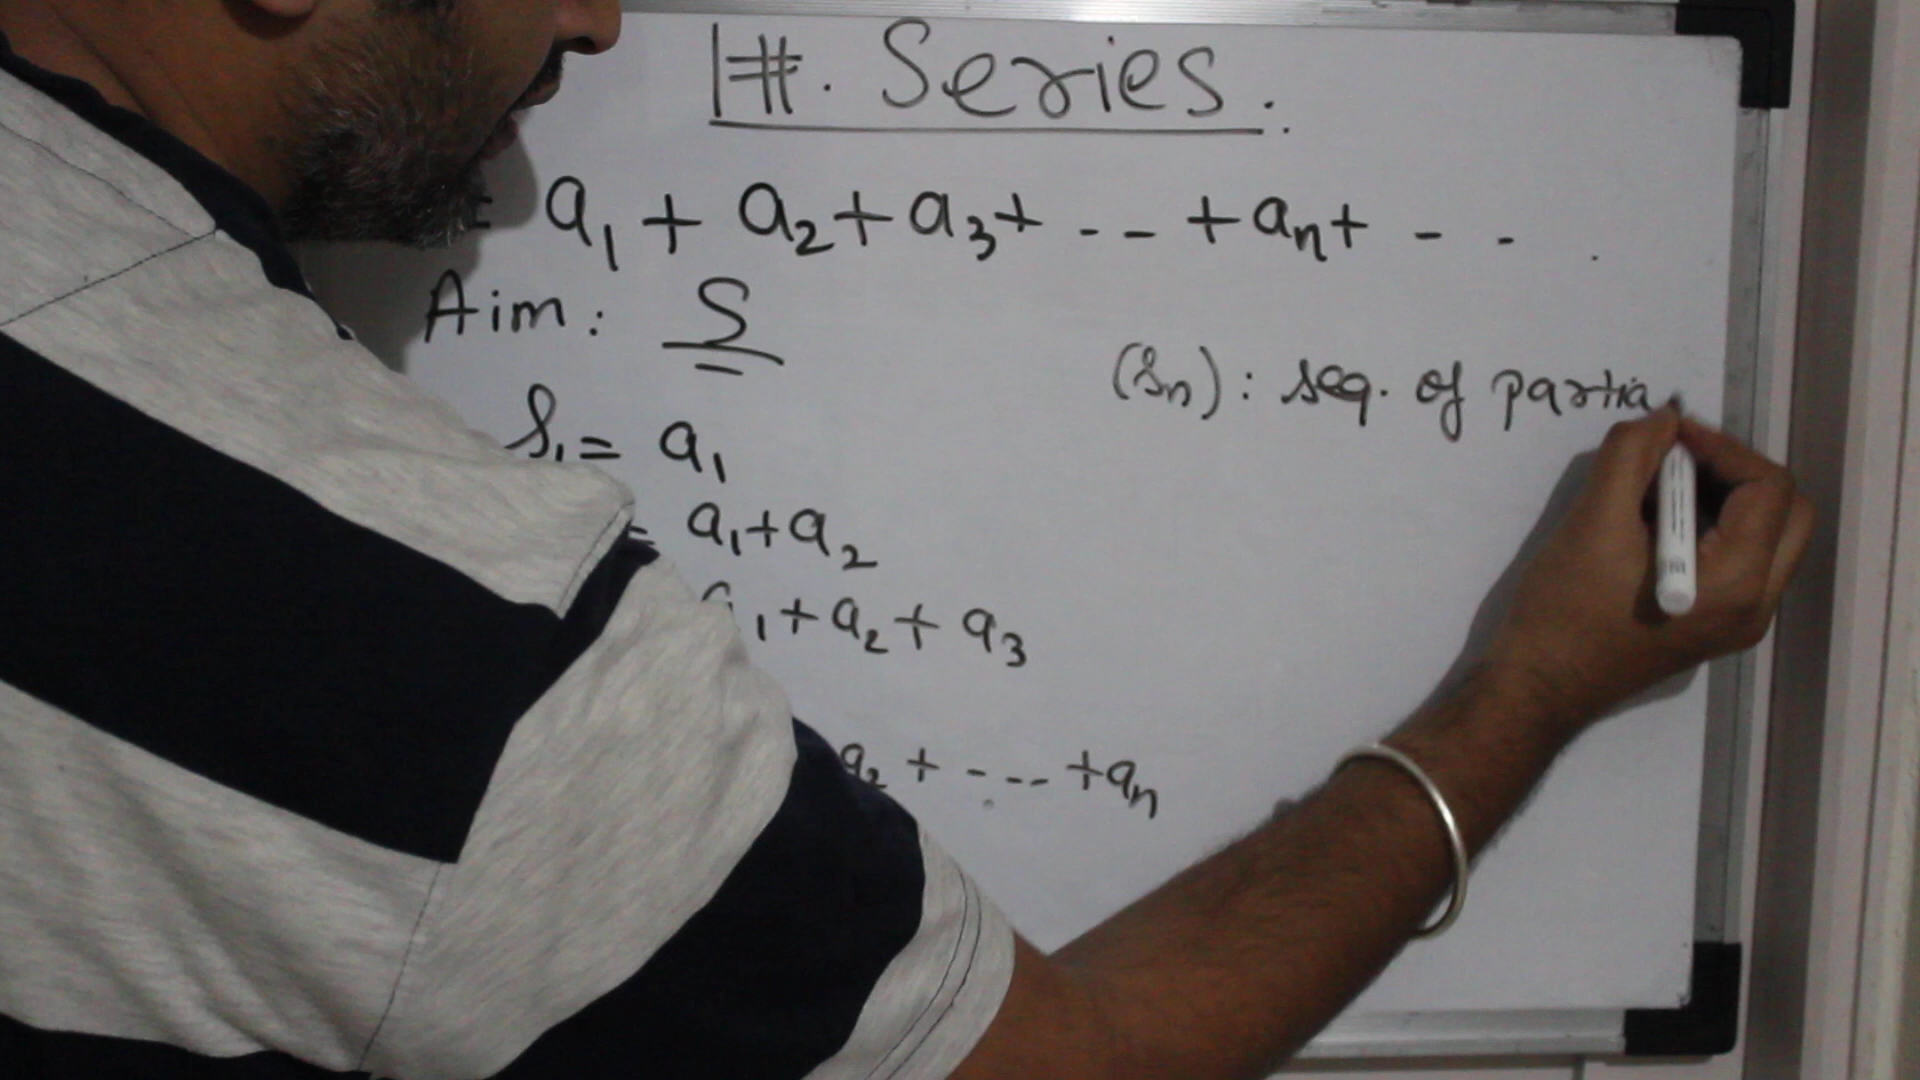 #. Series.
= a₁ + a₂ + a₃ + -- + aₙ + - - .
Aim: S
(Sₙ): seq. of partia
S₁ = a₁
= a₁ + a₂
a₁ + a₂ + a₃
a₂ + ---- + aₙ